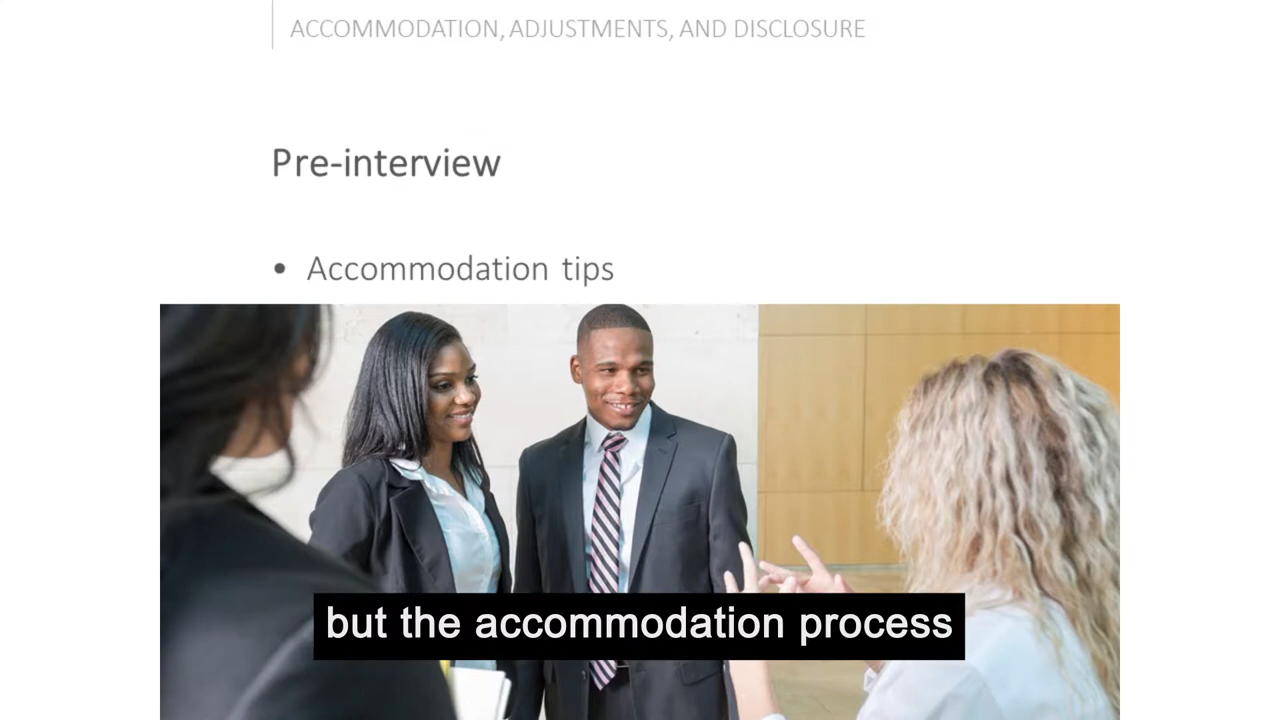 ACCOMMODATION, ADJUSTMENTS, AND DISCLOSURE
Pre-interview
• Accommodation tips
but the accommodation process